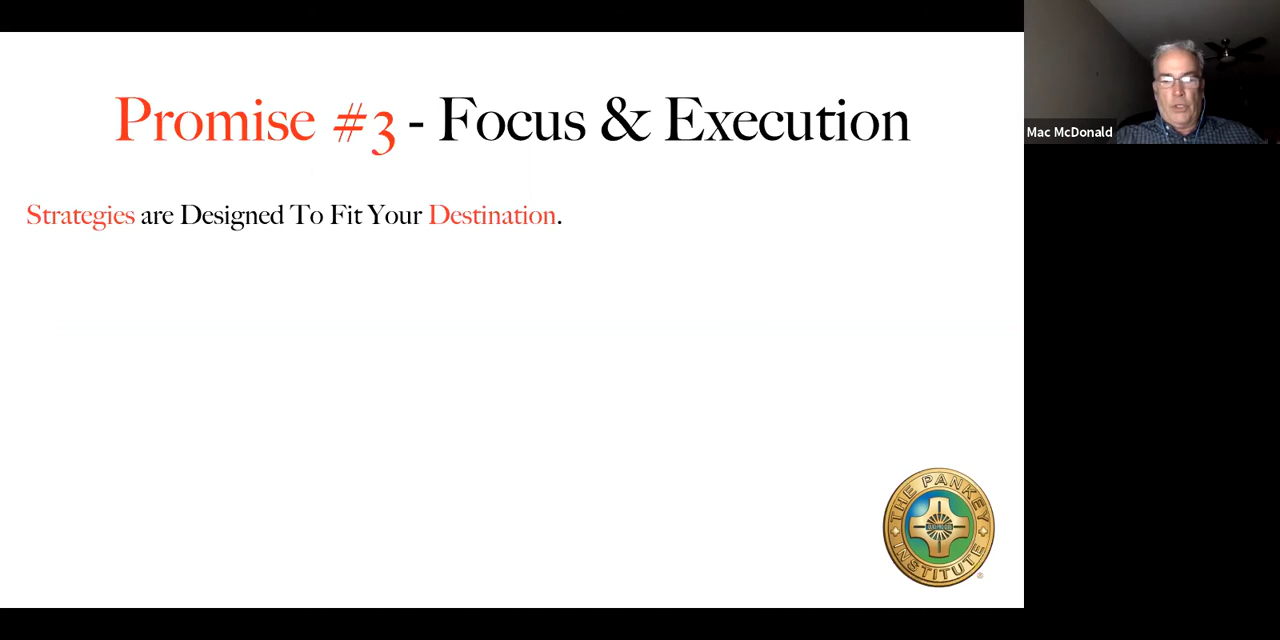 Promise #3 - Focus & Execution
Strategies are Designed To Fit Your Destination.
Mac McDonald
THE PANKEY
INSTITUTE
®